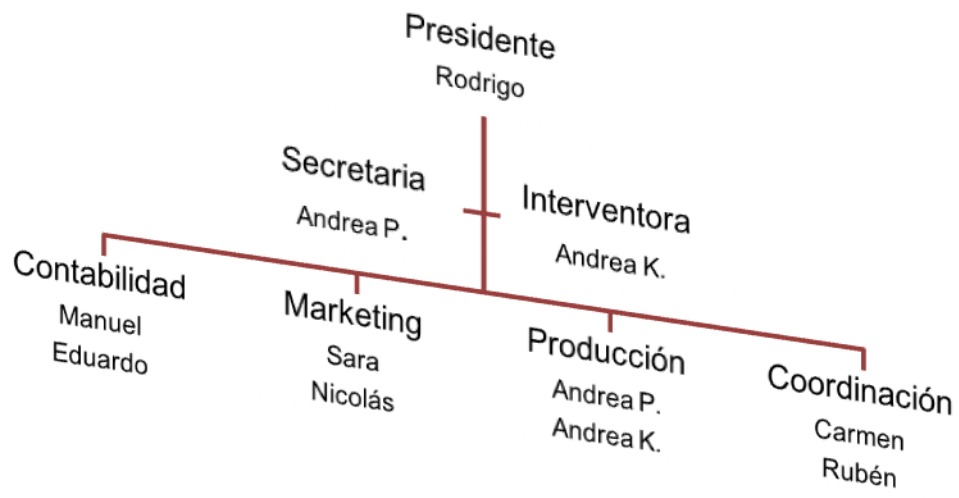 Presidente
Rodrigo
Secretaria
Andrea P.
Interventora
Andrea K.
Contabilidad
Manuel
Eduardo
Marketing
Sara
Nicolás
Producción
Andrea P.
Andrea K.
Coordinación
Carmen
Rubén